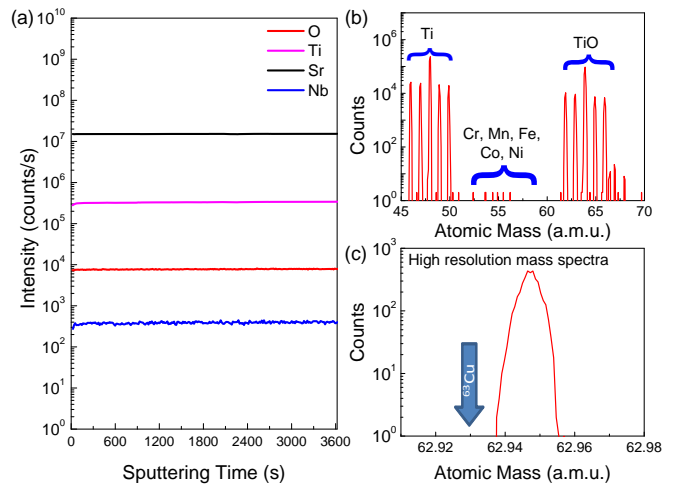 (a)
O
Ti
Sr
Nb
10^10
10^9
10^8
10^7
10^6
10^5
10^4
10^3
10^2
10^1
10^0
Intensity (counts/s)
0 600 1200 1800 2400 3000 3600
Sputtering Time (s)
(b)
Ti
TiO
Cr, Mn, Fe,
Co, Ni
10^6
10^4
10^2
10^0
Counts
45 50 55 60 65 70
Atomic Mass (a.m.u.)
(c)
High resolution mass spectra
63Cu
10^3
10^2
10^1
10^0
Counts
62.92 62.94 62.96 62.98
Atomic Mass (a.m.u.)